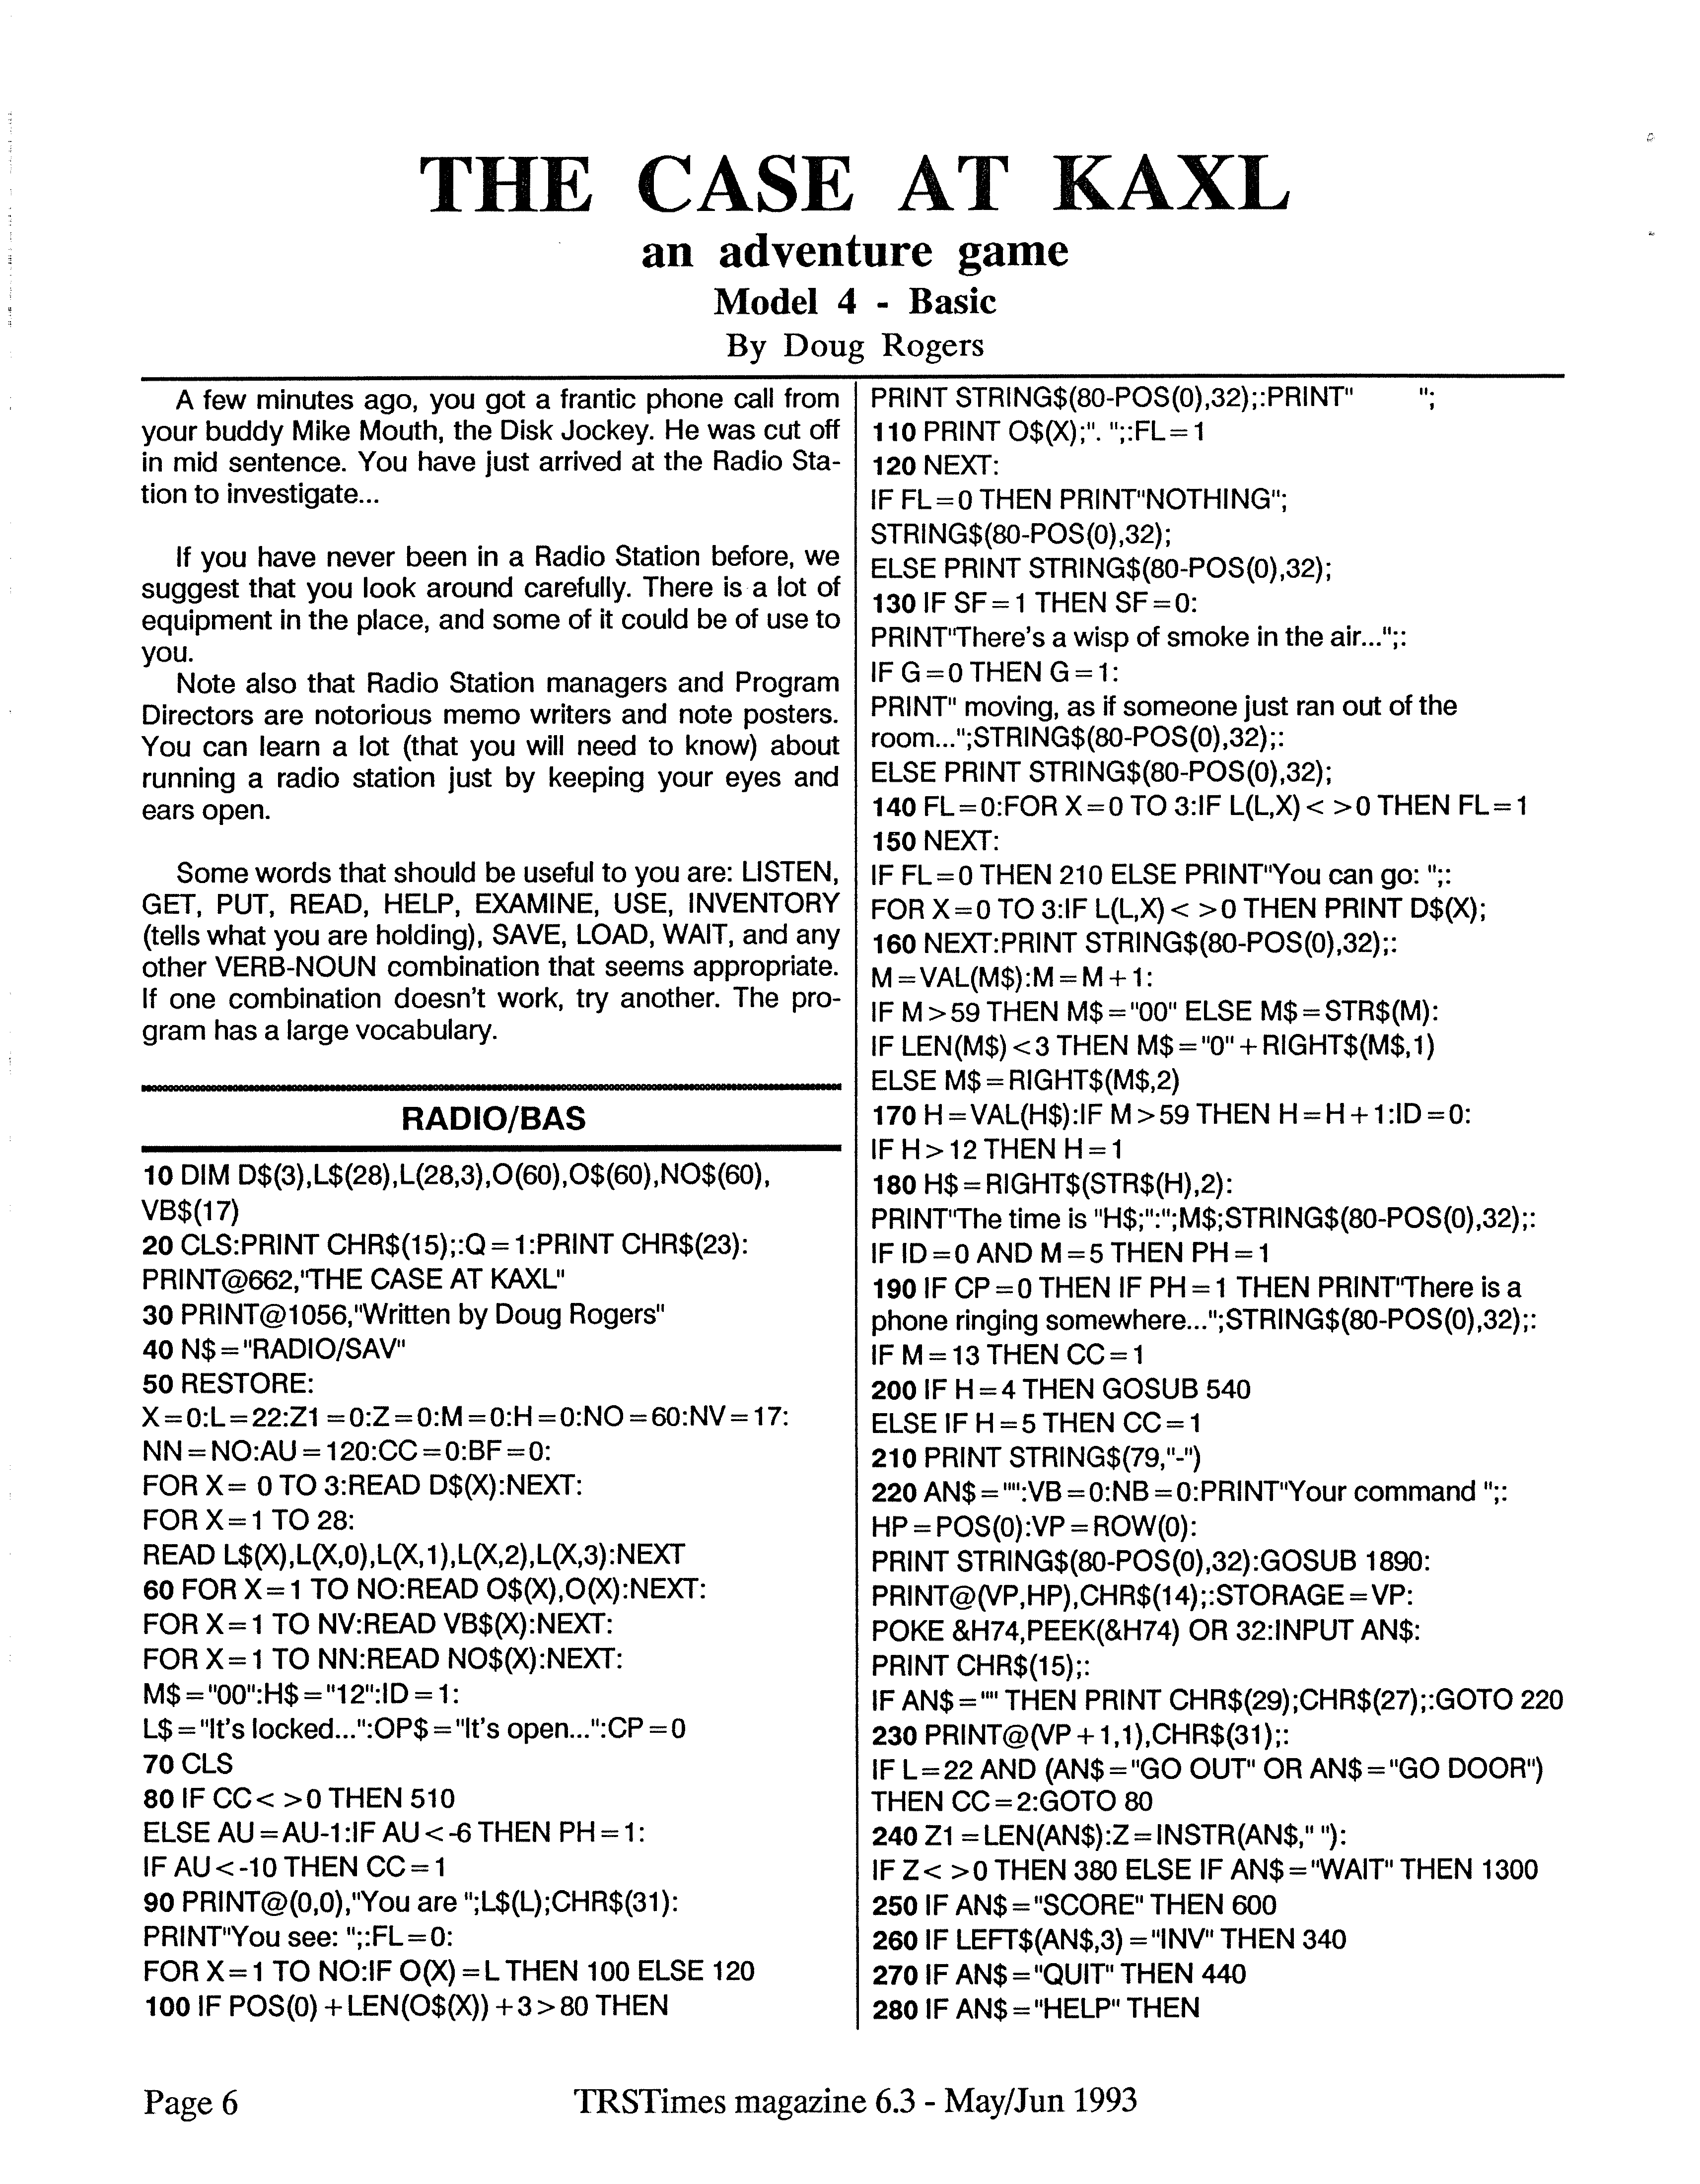 THE CASE AT KAXL
an adventure game
Model 4 - Basic
By Doug Rogers
A few minutes ago, you got a frantic phone call from
your buddy Mike Mouth, the Disk Jockey. He was cut off
in mid sentence. You have just arrived at the Radio Sta-
tion to investigate...
If you have never been in a Radio Station before, we
suggest that you look around carefully. There is a lot of
equipment in the place, and some of it could be of use to
you.
Note also that Radio Station managers and Program
Directors are notorious memo writers and note posters.
You can learn a lot (that you will need to know) about
running a radio station just by keeping your eyes and
ears open.
Some words that should be useful to you are: LISTEN,
GET, PUT, READ, HELP, EXAMINE, USE, INVENTORY
(tells what you are holding), SAVE, LOAD, WAIT, and any
other VERB-NOUN combination that seems appropriate.
If one combination doesn't work, try another. The pro-
gram has a large vocabulary.
RADIO/BAS
10 DIM D$(3),L$(28),L(28,3),O(60),O$(60),NO$(60),
VB$(17)
20 CLS:PRINT CHR$(15);:Q=1:PRINT CHR$(23):
PRINT@662,"THE CASE AT KAXL"
30 PRINT@1056,"Written by Doug Rogers"
40 N$="RADIO/SAV"
50 RESTORE:
X=0:L=22:Z1=0:Z=0:M=0:H=0:NO=60:NV=17:
NN=NO:AU=120:CC=0:BF=0:
FOR X= 0 TO 3:READ D$(X):NEXT:
FOR X=1 TO 28:
READ L$(X),L(X,0),L(X,1),L(X,2),L(X,3):NEXT
60 FOR X=1 TO NO:READ O$(X),O(X):NEXT:
FOR X=1 TO NV:READ VB$(X):NEXT:
FOR X=1 TO NN:READ NO$(X):NEXT:
M$="00":H$="12":ID=1:
L$="It's locked...":OP$="It's open...":CP=0
70 CLS
80 IF CC< >0 THEN 510
ELSE AU=AU-1:IF AU<-6 THEN PH=1:
IF AU<-10 THEN CC=1
90 PRINT@(0,0),"You are ";L$(L);CHR$(31):
PRINT"You see: ";:FL=0:
FOR X=1 TO NO:IF O(X)=L THEN 100 ELSE 120
100 IF POS(0)+LEN(O$(X))+3>80 THEN
PRINT STRING$(80-POS(0),32);:PRINT"        ";
110 PRINT O$(X);". ";:FL=1
120 NEXT:
IF FL=0 THEN PRINT"NOTHING";
STRING$(80-POS(0),32);
ELSE PRINT STRING$(80-POS(0),32);
130 IF SF=1 THEN SF=0:
PRINT"There's a wisp of smoke in the air...";:
IF G=0 THEN G=1:
PRINT" moving, as if someone just ran out of the
room...";STRING$(80-POS(0),32);:
ELSE PRINT STRING$(80-POS(0),32);
140 FL=0:FOR X=0 TO 3:IF L(L,X)< >0 THEN FL=1
150 NEXT:
IF FL=0 THEN 210 ELSE PRINT"You can go: ";:
FOR X=0 TO 3:IF L(L,X)< >0 THEN PRINT D$(X);
160 NEXT:PRINT STRING$(80-POS(0),32);:
M=VAL(M$):M=M+1:
IF M>59 THEN M$="00" ELSE M$=STR$(M):
IF LEN(M$)<3 THEN M$="0"+RIGHT$(M$,1)
ELSE M$=RIGHT$(M$,2)
170 H=VAL(H$):IF M>59 THEN H=H+1:ID=0:
IF H>12 THEN H=1
180 H$=RIGHT$(STR$(H),2):
PRINT"The time is "H$;":";M$;STRING$(80-POS(0),32);:
IF ID=0 AND M=5 THEN PH=1
190 IF CP=0 THEN IF PH=1 THEN PRINT"There is a
phone ringing somewhere...";STRING$(80-POS(0),32);:
IF M=13 THEN CC=1
200 IF H=4 THEN GOSUB 540
ELSE IF H=5 THEN CC=1
210 PRINT STRING$(79,"-")
220 AN$="":VB=0:NB=0:PRINT"Your command ";:
HP=POS(0):VP=ROW(0):
PRINT STRING$(80-POS(0),32):GOSUB 1890:
PRINT@(VP,HP),CHR$(14);:STORAGE=VP:
POKE &H74,PEEK(&H74) OR 32:INPUT AN$:
PRINT CHR$(15);:
IF AN$="" THEN PRINT CHR$(29);CHR$(27);:GOTO 220
230 PRINT@(VP+1,1),CHR$(31);:
IF L=22 AND (AN$="GO OUT" OR AN$="GO DOOR")
THEN CC=2:GOTO 80
240 Z1=LEN(AN$):Z=INSTR(AN$," "):
IF Z< >0 THEN 380 ELSE IF AN$="WAIT" THEN 1300
250 IF AN$="SCORE" THEN 600
260 IF LEFT$(AN$,3)="INV" THEN 340
270 IF AN$="QUIT" THEN 440
280 IF AN$="HELP" THEN
Page 6
TRSTimes magazine 6.3 - May/Jun 1993